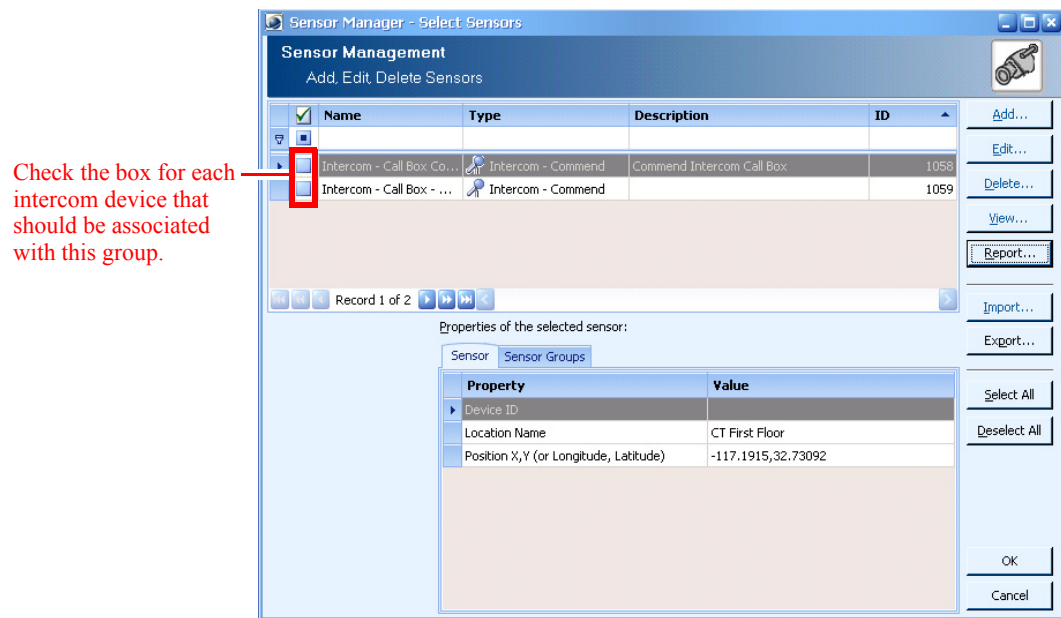 Sensor Manager - Select Sensors
Sensor Management
Add, Edit, Delete Sensors
Name Type Description ID
Intercom - Call Box Co... Intercom - Commend Commend Intercom Call Box 1058
Intercom - Call Box - ... Intercom - Commend 1059
Check the box for each
intercom device that
should be associated
with this group.
Record 1 of 2
Properties of the selected sensor:
Sensor Sensor Groups
Property Value
Device ID
Location Name CT First Floor
Position X,Y (or Longitude, Latitude) -117.1915,32.73092
Add...
Edit...
Delete...
View...
Report...
Import...
Export...
Select All
Deselect All
OK
Cancel